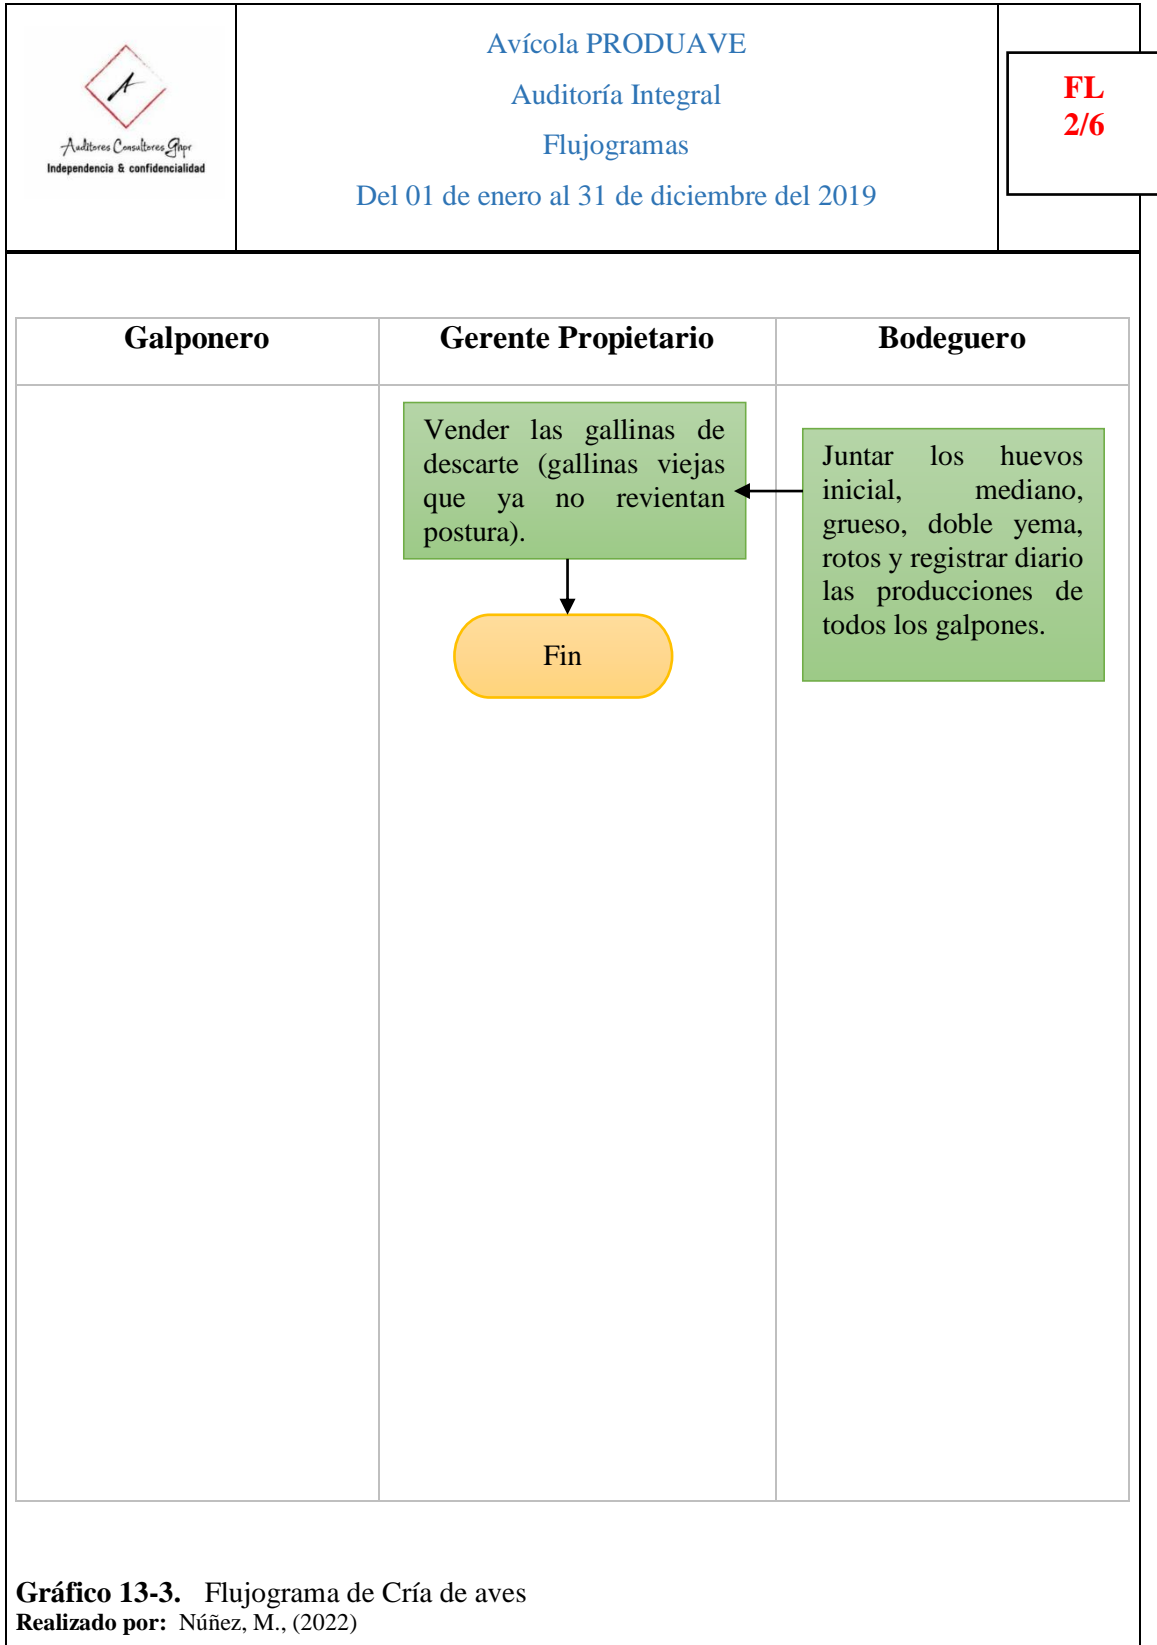 Auditores Consultores Gnpr
Independencia & confidencialidad
Avícola PRODUAVE
Auditoría Integral
Flujogramas
Del 01 de enero al 31 de diciembre del 2019
FL
2/6
Galponero
Gerente Propietario
Bodeguero
Vender las gallinas de
descarte (gallinas viejas
que ya no revientan
postura).
Juntar los huevos
inicial, mediano,
grueso, doble yema,
rotos y registrar diario
las producciones de
todos los galpones.
Fin
Gráfico 13-3. Flujograma de Cría de aves
Realizado por: Núñez, M., (2022)